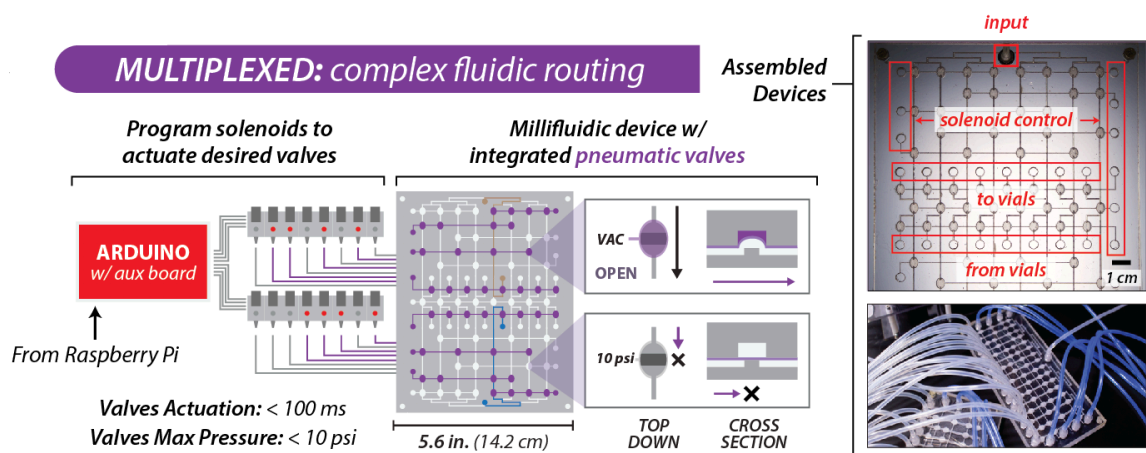 MULTIPLEXED: complex fluidic routing
Program solenoids to
actuate desired valves
Millifluidic device w/
integrated pneumatic valves
ARDUINO
w/ aux board
From Raspberry Pi
Valves Actuation: < 100 ms
Valves Max Pressure: < 10 psi
5.6 in. (14.2 cm)
VAC
OPEN
10 psi
TOP
DOWN
CROSS
SECTION
Assembled
Devices
input
solenoid control
to vials
from vials
1 cm